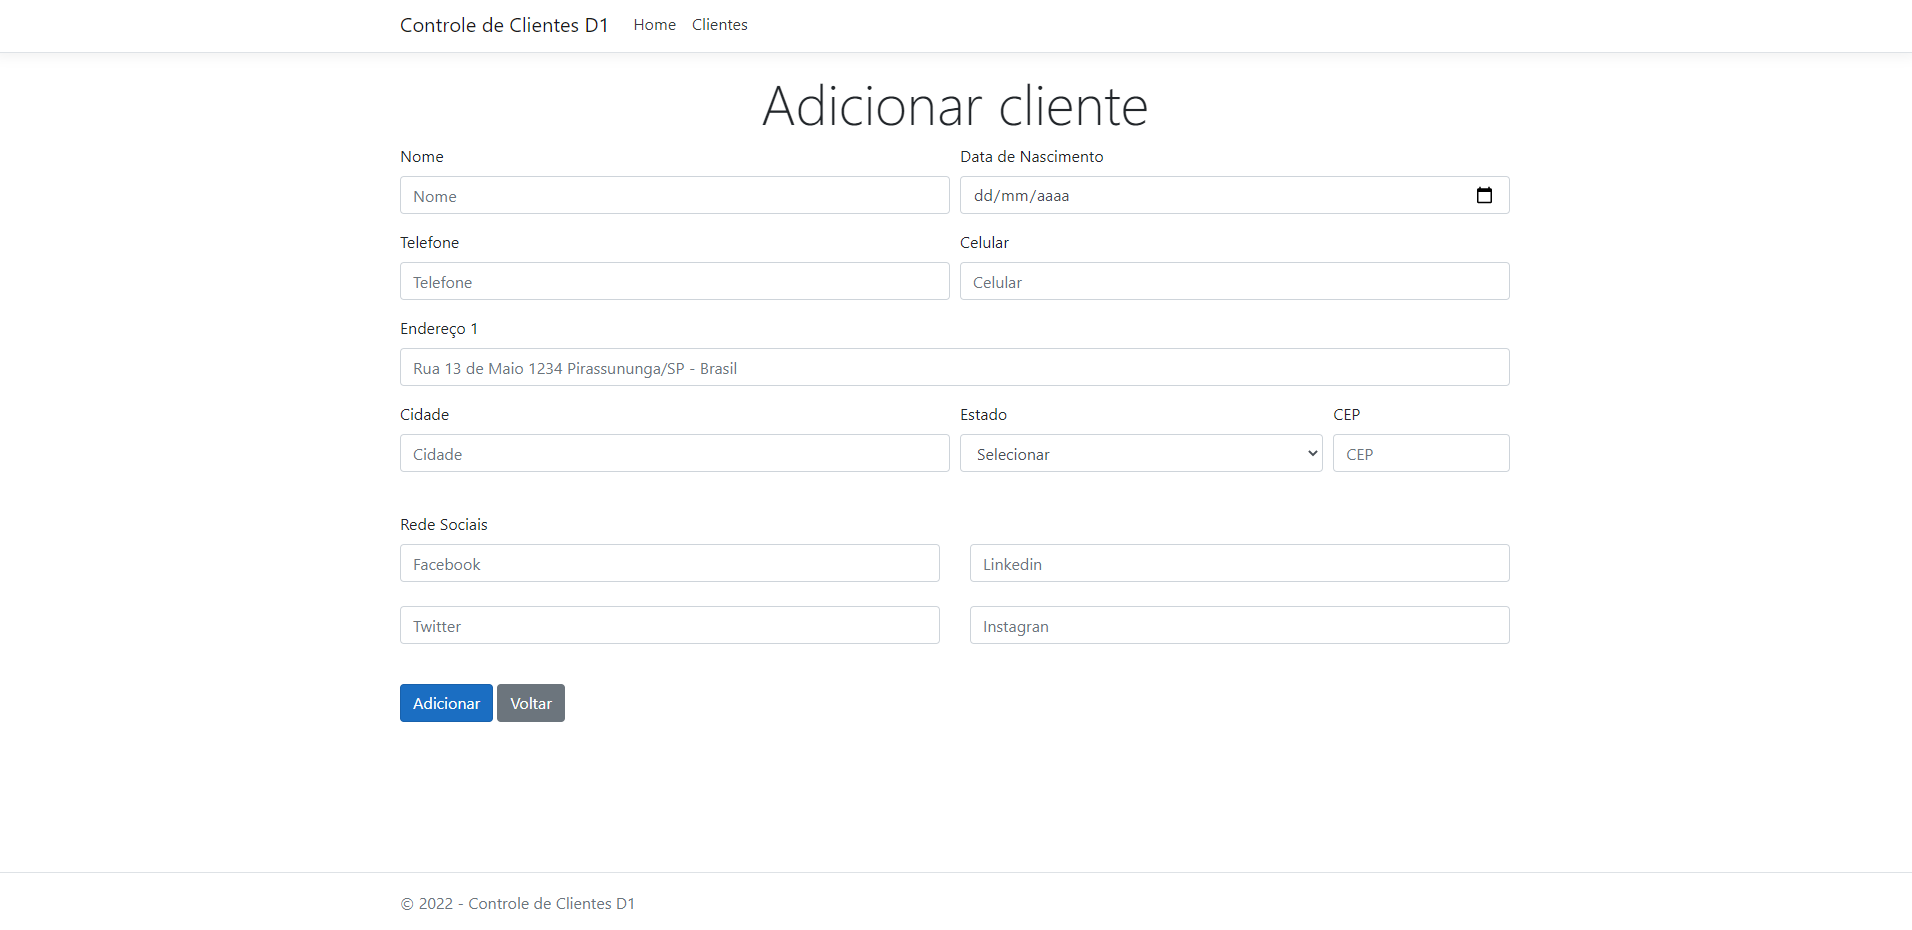 Controle de Clientes D1 Home Clientes
Adicionar cliente
Nome Data de Nascimento
Nome dd/mm/aaaa
Telefone Celular
Telefone Celular
Endereço 1
Rua 13 de Maio 1234 Pirassununga/SP - Brasil
Cidade Estado CEP
Cidade Selecionar CEP
Rede Sociais
Facebook Linkedin
Twitter Instagran
Adicionar Voltar
© 2022 - Controle de Clientes D1